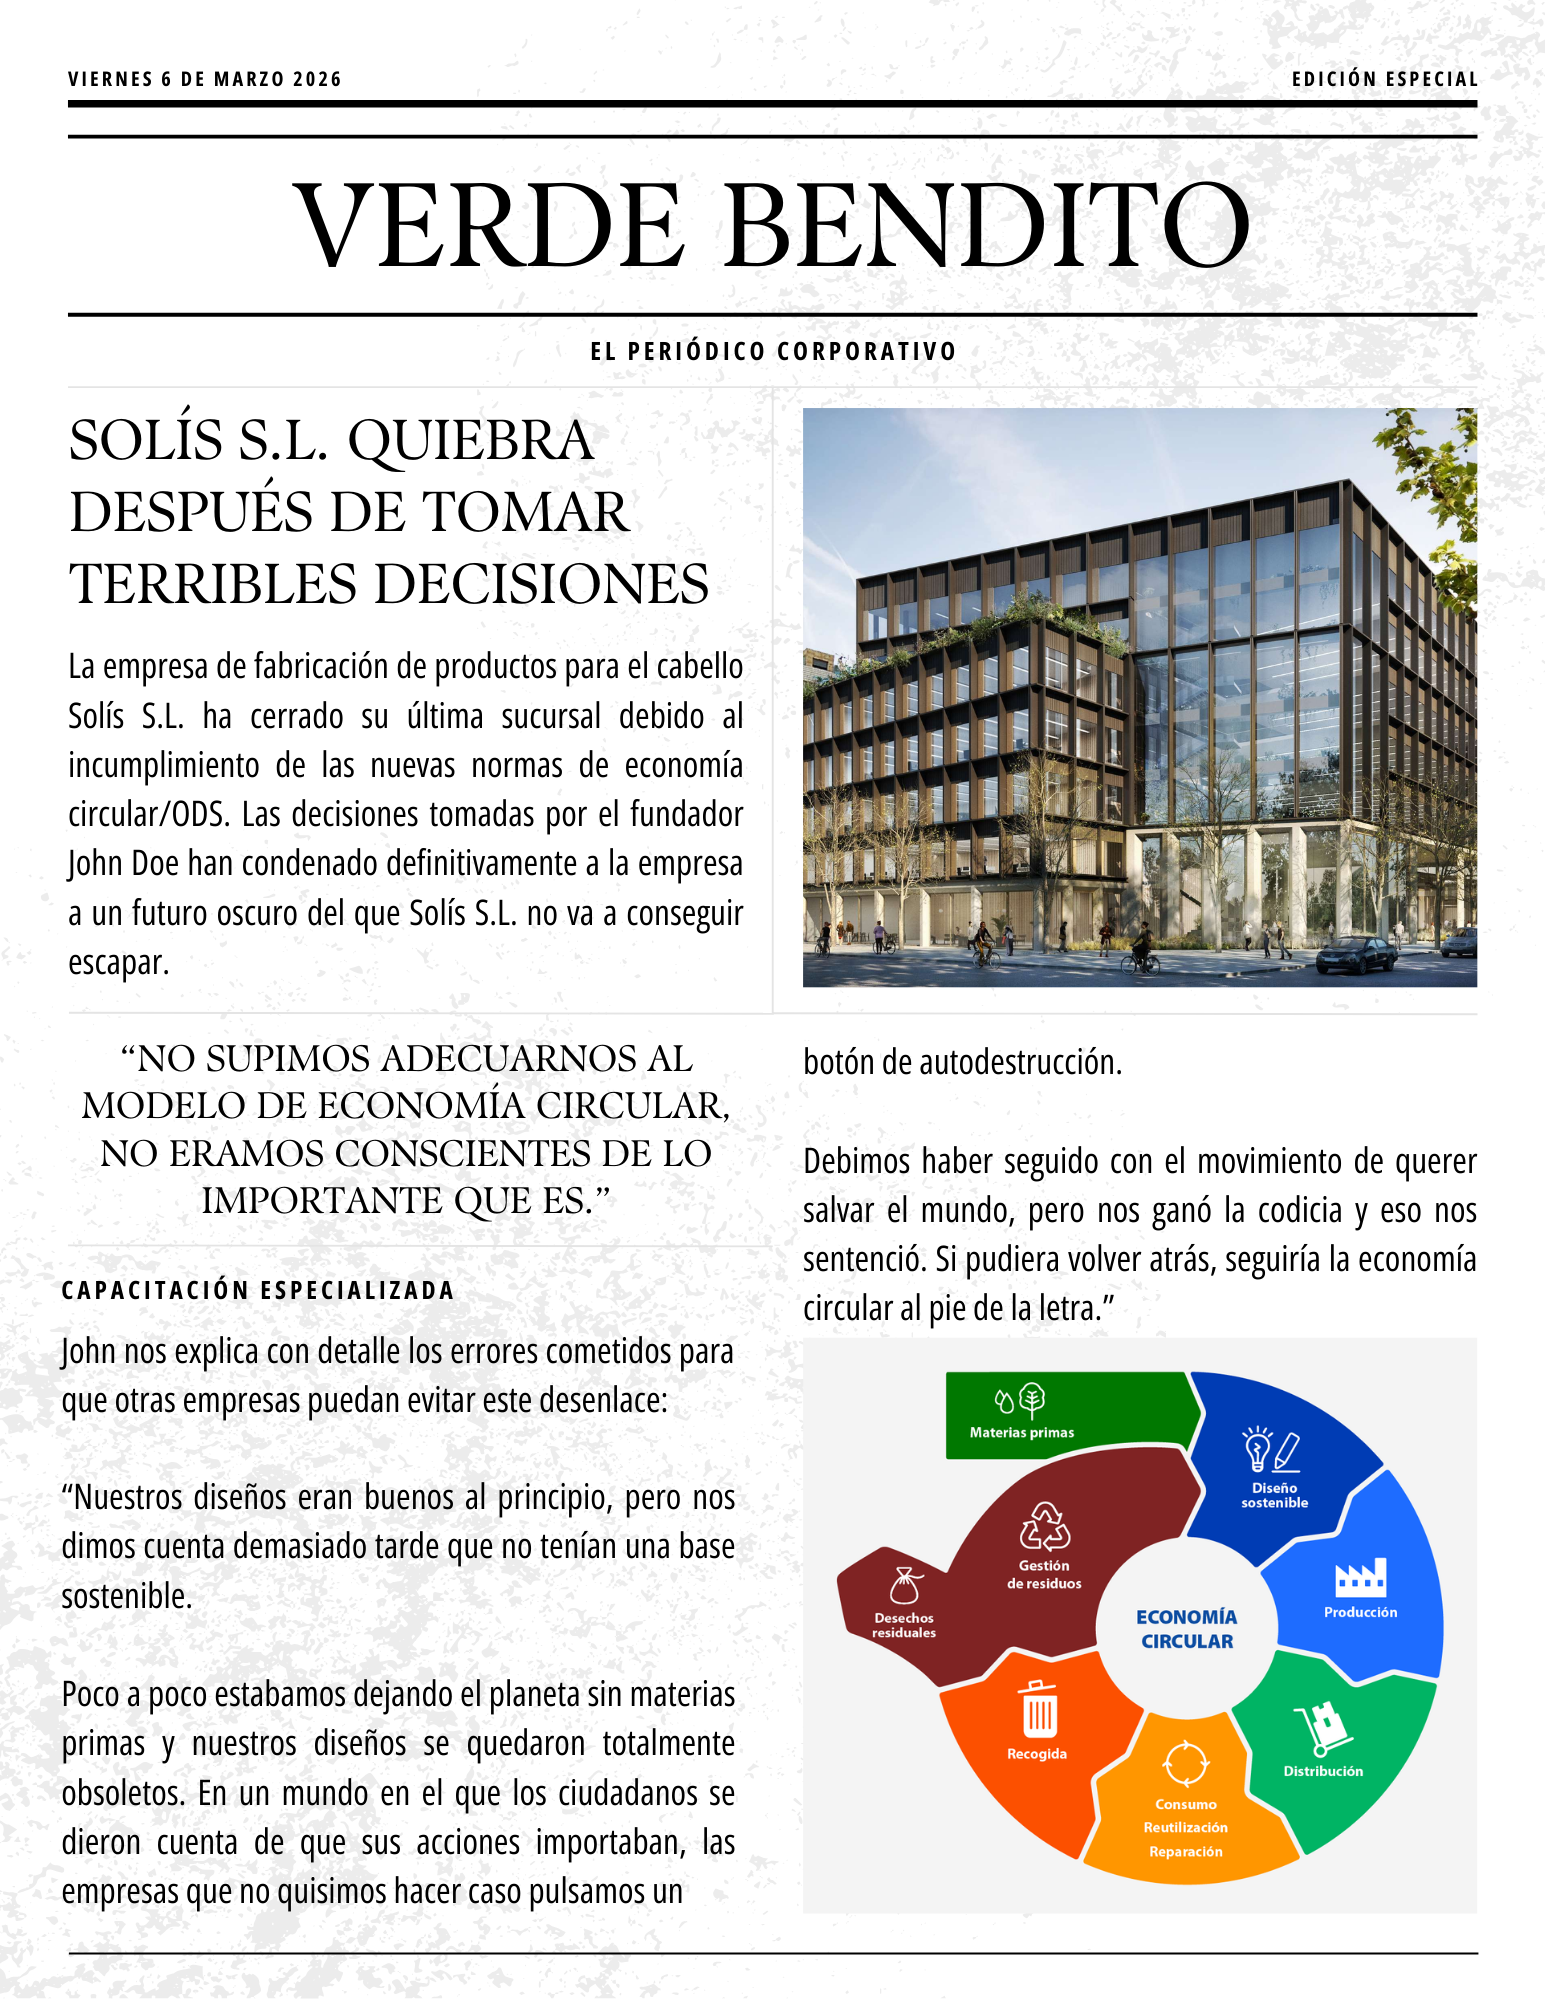 VIERNES 6 DE MARZO 2026
EDICIÓN ESPECIAL
VERDE BENDITO
EL PERIÓDICO CORPORATIVO
SOLÍS S.L. QUIEBRA
DESPUÉS DE TOMAR
TERRIBLES DECISIONES
La empresa de fabricación de productos para el cabello
Solís S.L. ha cerrado su última sucursal debido al
incumplimiento de las nuevas normas de economía
circular/ODS. Las decisiones tomadas por el fundador
John Doe han condenado definitivamente a la empresa
a un futuro oscuro del que Solís S.L. no va a conseguir
escapar.
“NO SUPIMOS ADECUARNOS AL
MODELO DE ECONOMÍA CIRCULAR,
NO ERAMOS CONSCIENTES DE LO
IMPORTANTE QUE ES.”
CAPACITACIÓN ESPECIALIZADA
John nos explica con detalle los errores cometidos para
que otras empresas puedan evitar este desenlace:
“Nuestros diseños eran buenos al principio, pero nos
dimos cuenta demasiado tarde que no tenían una base
sostenible.
Poco a poco estabamos dejando el planeta sin materias
primas y nuestros diseños se quedaron totalmente
obsoletos. En un mundo en el que los ciudadanos se
dieron cuenta de que sus acciones importaban, las
empresas que no quisimos hacer caso pulsamos un
botón de autodestrucción.
Debimos haber seguido con el movimiento de querer
salvar el mundo, pero nos ganó la codicia y eso nos
sentenció. Si pudiera volver atrás, seguiría la economía
circular al pie de la letra.”
Materias primas
Diseño
sostenible
Producción
Distribución
Consumo
Reutilización
Reparación
Recogida
Gestión
de residuos
Desechos
residuales
ECONOMÍA
CIRCULAR